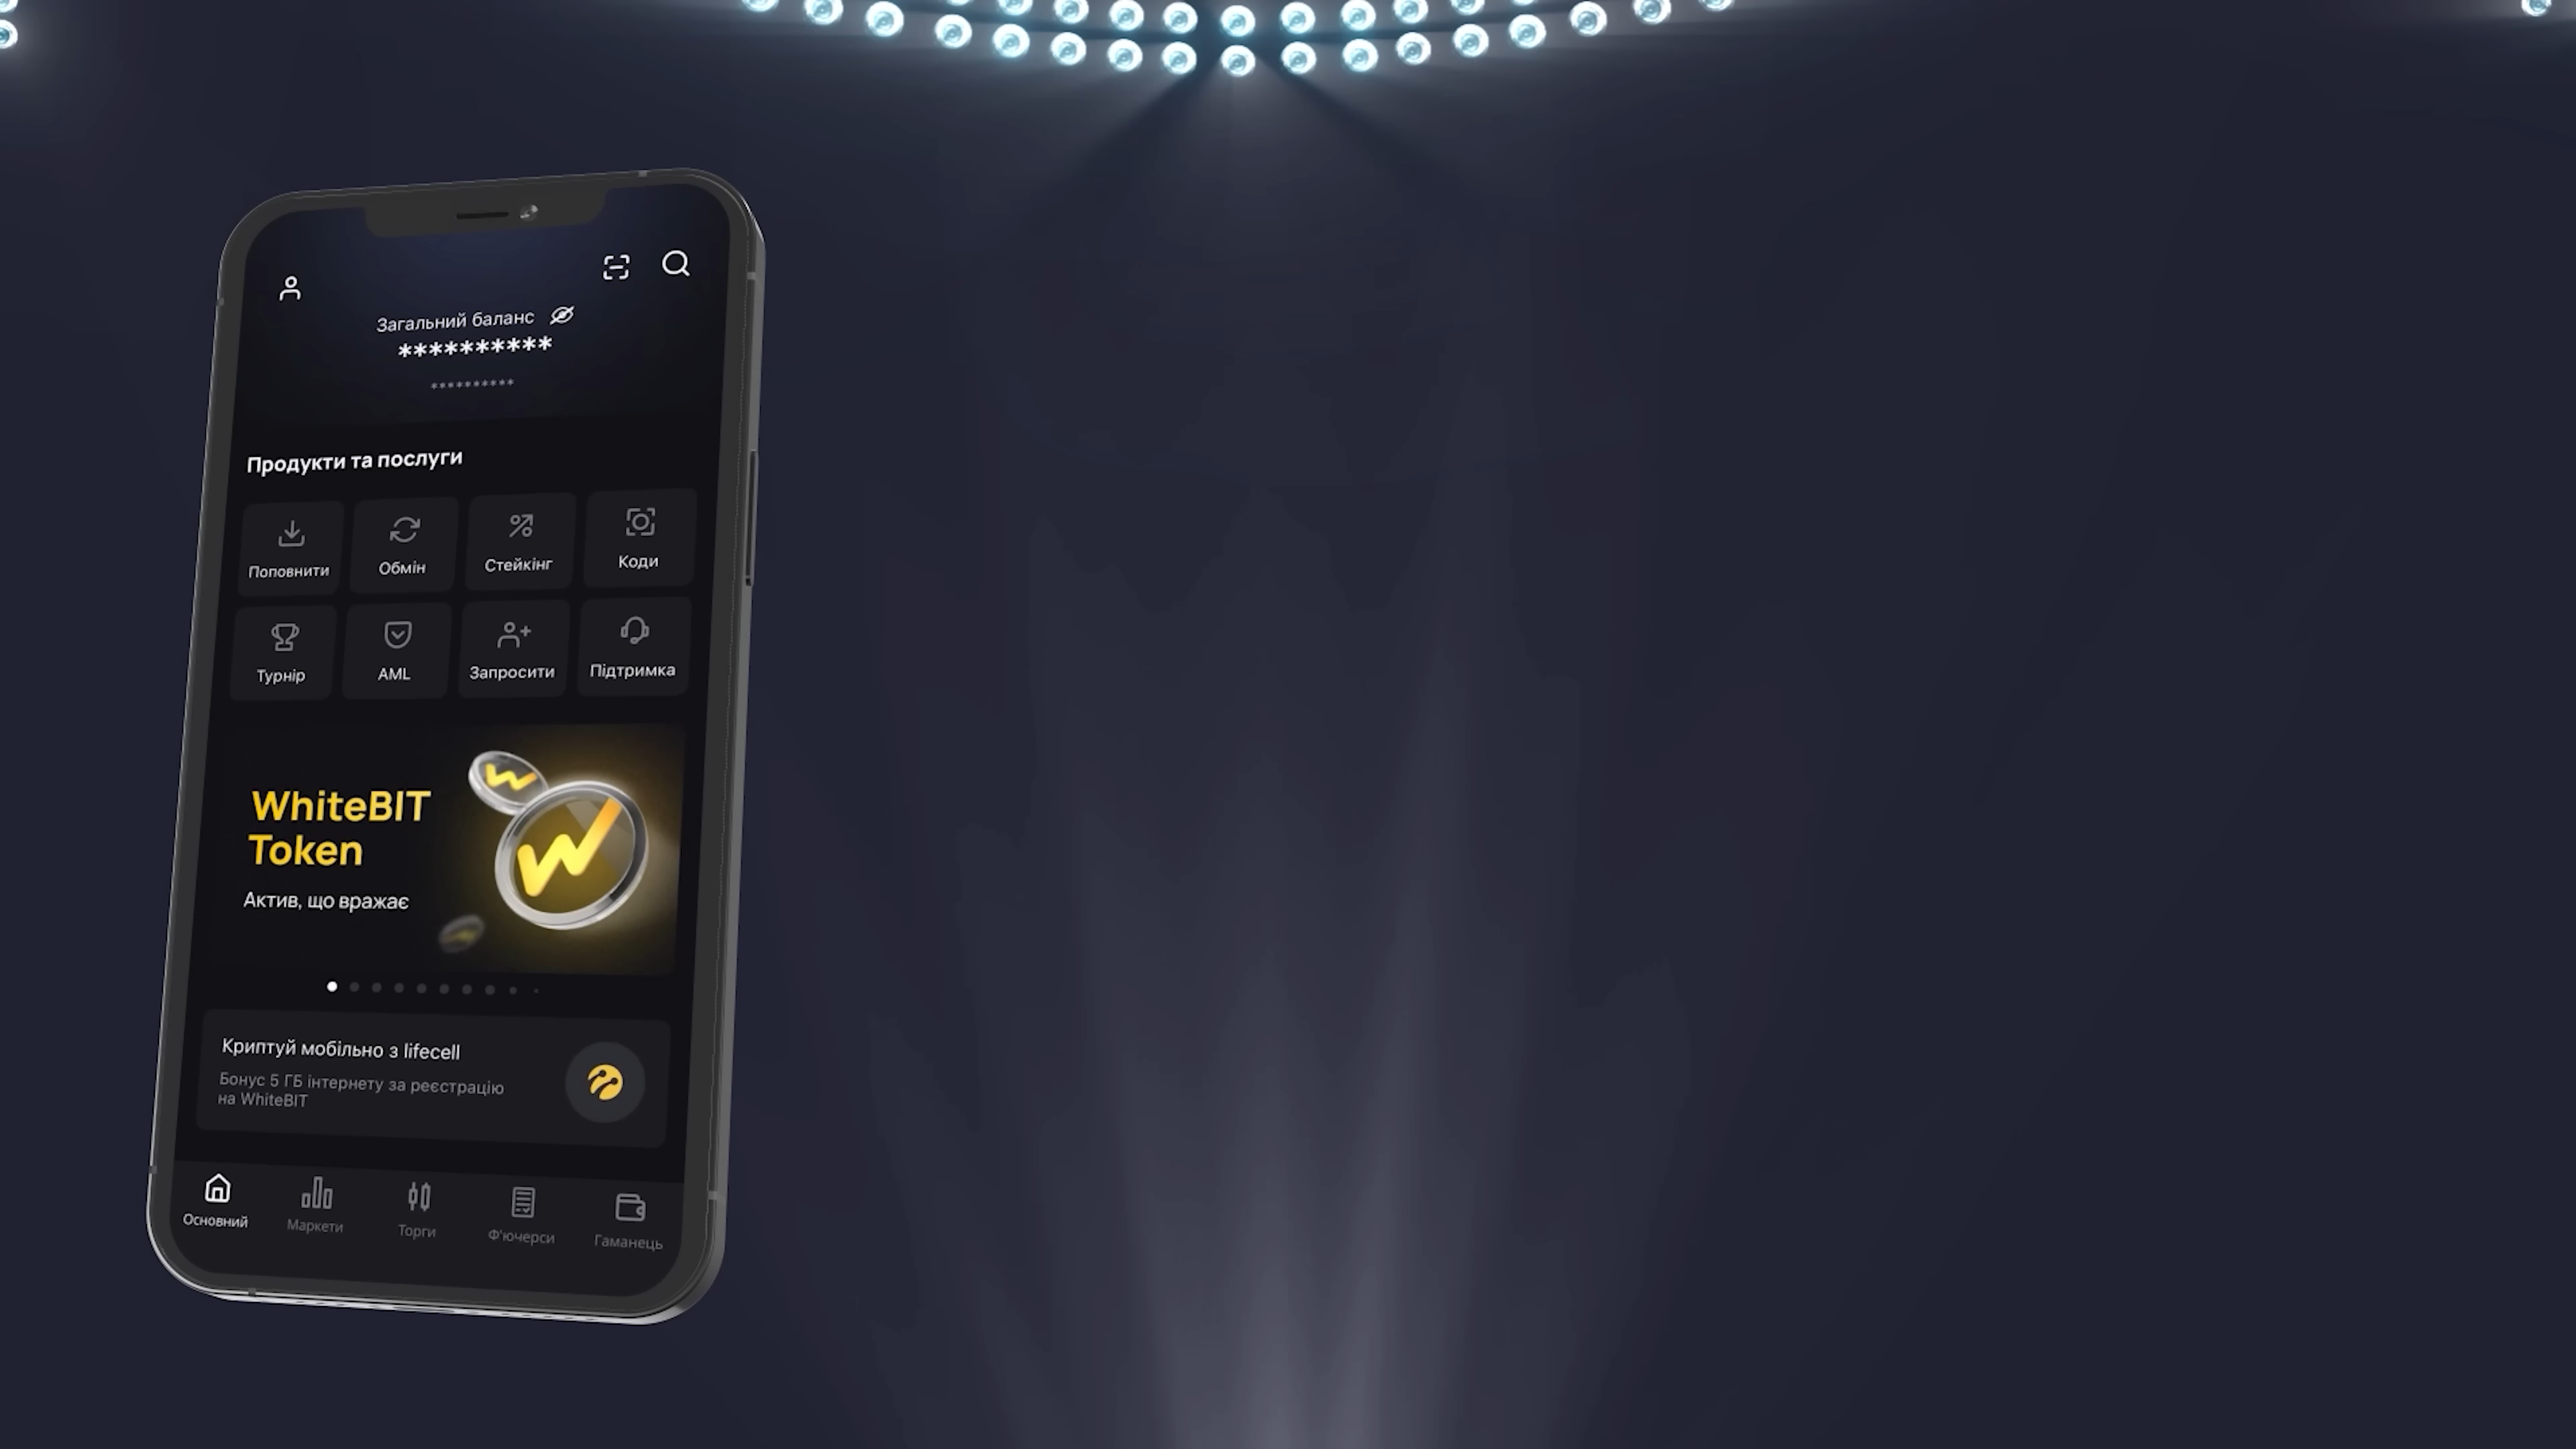 Загальний баланс
**********
**********
Продукти та послуги
Поповнити Обмін Стейкінг Коди
Турнір AML Запросити Підтримка
WhiteBIT
Token
Актив, що вражає
Криптуй мобільно з lifecell
Бонус 5 ГБ інтернету за реєстрацію
на WhiteBIT
Основний Маркети Торги Ф'ючерси Гаманець